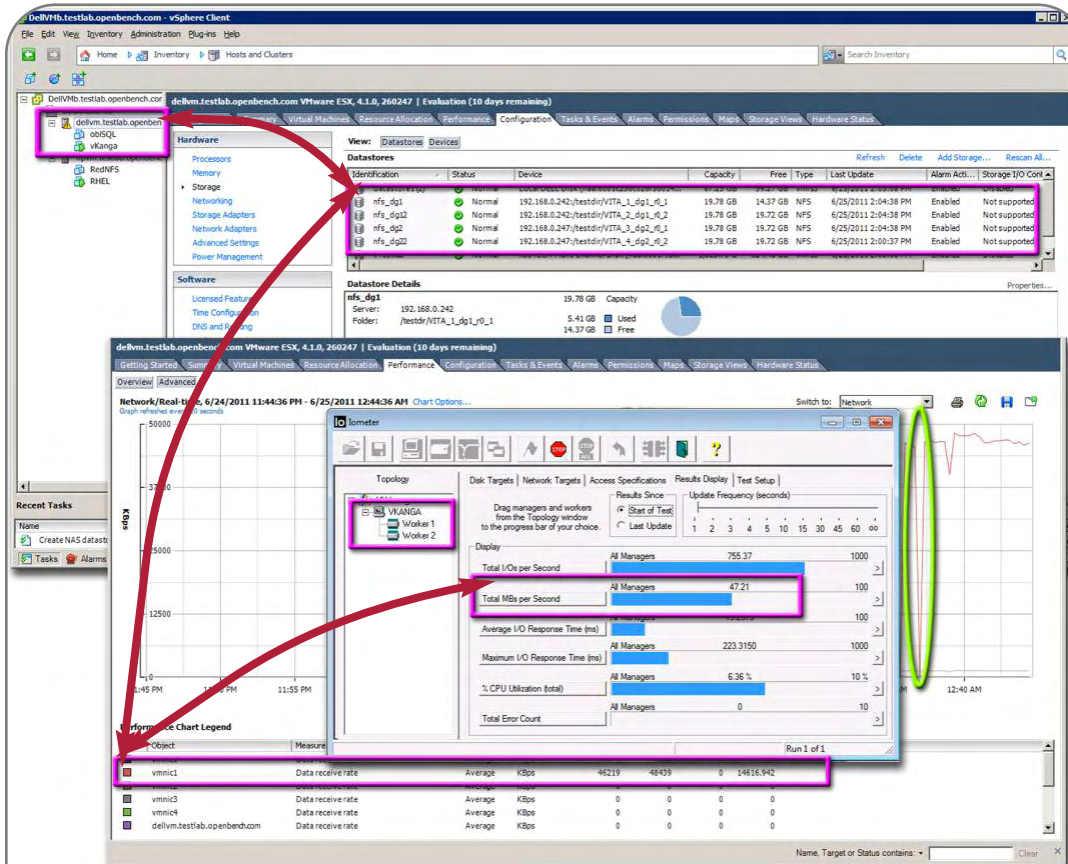 DellVMb.testlab.openbench.com - vSphere Client
File Edit View Inventory Administration Plug-ins Help
Home Inventory Hosts and Clusters
Search Inventory
DellVMb.testlab.openbench.cor
dellvm.testlab.openben
oblSQL
vKanga
RedNFS
RHEL
dellvm.testlab.openbench.com VMware ESX, 4.1.0, 260247 | Evaluation (10 days remaining)
Summary Virtual Machines Resource Allocation Performance Configuration Tasks & Events Alarms Permissions Maps Storage Views Hardware Status
Hardware
Processors
Memory
Storage
Networking
Storage Adapters
Network Adapters
Advanced Settings
Power Management
Software
Licensed Features
Time Configuration
DNS and Routing
View: Datastores Devices
Datastores
Refresh Delete Add Storage... Rescan All...
Identification Status Device Capacity Free Type Last Update Alarm Acti... Storage I/O Cont
nfs_dg1 Normal 192.168.0.242:/testdir/VITA_1_dg1_r0_1 19.78 GB 14.37 GB NFS 6/25/2011 2:04:38 PM Enabled Not supported
nfs_dg12 Normal 192.168.0.247:/testdir/VITA_2_dg1_r0_2 19.78 GB 19.72 GB NFS 6/25/2011 2:04:38 PM Enabled Not supported
nfs_dg2 Normal 192.168.0.242:/testdir/VITA_3_dg2_r0_1 19.78 GB 19.72 GB NFS 6/25/2011 2:04:38 PM Enabled Not supported
nfs_dg22 Normal 192.168.0.247:/testdir/VITA_4_dg2_r0_2 19.78 GB 19.72 GB NFS 6/25/2011 2:00:37 PM Enabled Not supported
Datastore Details
Properties...
nfs_dg1
19.78 GB Capacity
Server: 192.168.0.242
Folder: /testdir/VITA_1_dg1_r0_1
5.41 GB Used
14.37 GB Free
Recent Tasks
Name
Create NAS datasto
Tasks Alarms
dellvm.testlab.openbench.com VMware ESX, 4.1.0, 260247 | Evaluation (10 days remaining)
Getting Started Summary Virtual Machines Resource Allocation Performance Configuration Tasks & Events Alarms Permissions Maps Storage Views Hardware Status
Overview Advanced
Network/Real-time, 6/24/2011 11:44:36 PM - 6/25/2011 12:44:36 AM Chart Options...
Graph refreshes every 20 seconds
Switch to: Network
50000
25000
12500
0
KBps
11:55 PM
12:40 AM
Iometer
Topology
VKANGA
Worker 1
Worker 2
Disk Targets Network Targets Access Specifications Results Display Test Setup
Drag managers and workers
from the Topology window
to the progress bar of your choice.
Results Since
Start of Test
Last Update
Update Frequency (seconds)
1 2 3 4 5 10 15 30 45 60 oo
Display
All Managers 755.37 1000
Total I/Os per Second
All Managers 47.21 100
Total MBs per Second
100
Average I/O Response Time (ms)
All Managers 223.3150 1000
Maximum I/O Response Time (ms)
All Managers 6.36 % 10 %
% CPU Utilization (total)
All Managers 0 10
Total Error Count
Run 1 of 1
Performance Chart Legend
Object Measure
vmnic1 Data receive rate Average KBps 46219 48439 0 14616.942
vmnic3 Data receive rate Average KBps 0 0 0 0
vmnic4 Data receive rate Average KBps 0 0 0 0
dellvm.testlab.openbench.com Data receive rate Average KBps 0 0 0 0
Name, Target or Status contains: Clear